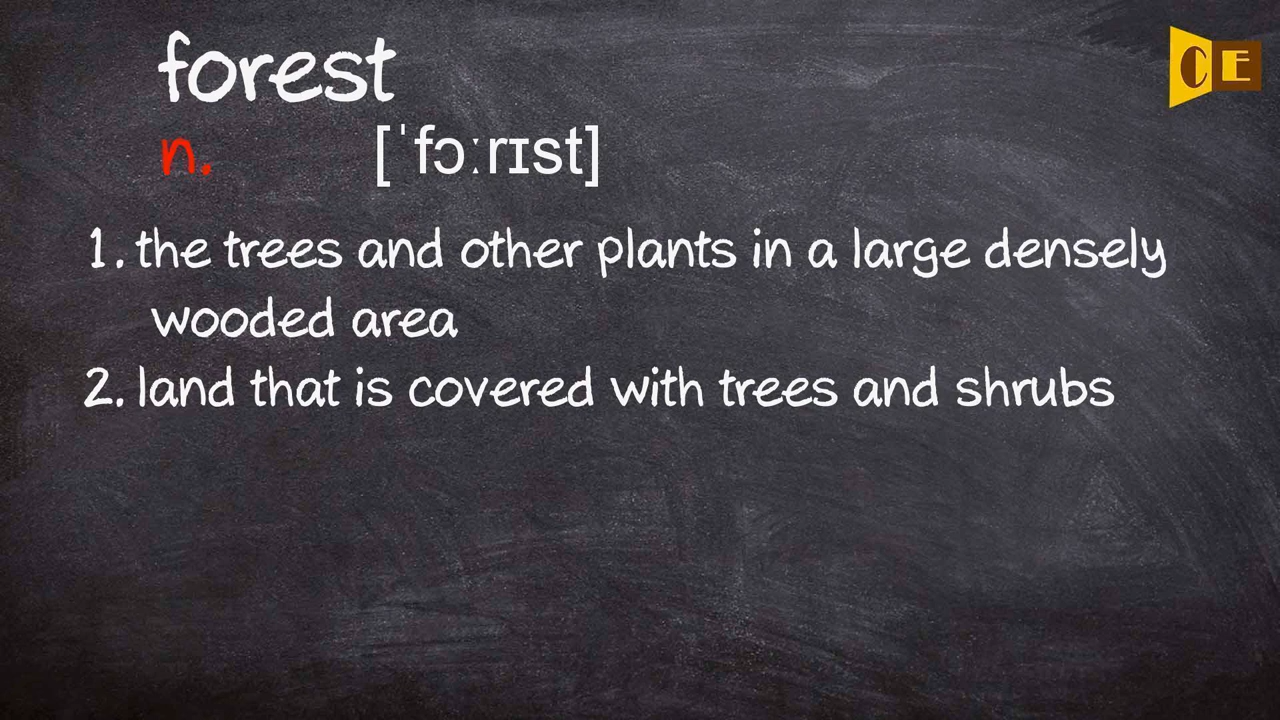 forest
n. [ˈfɔːrɪst]
1. the trees and other plants in a large densely
wooded area
2. land that is covered with trees and shrubs
CE